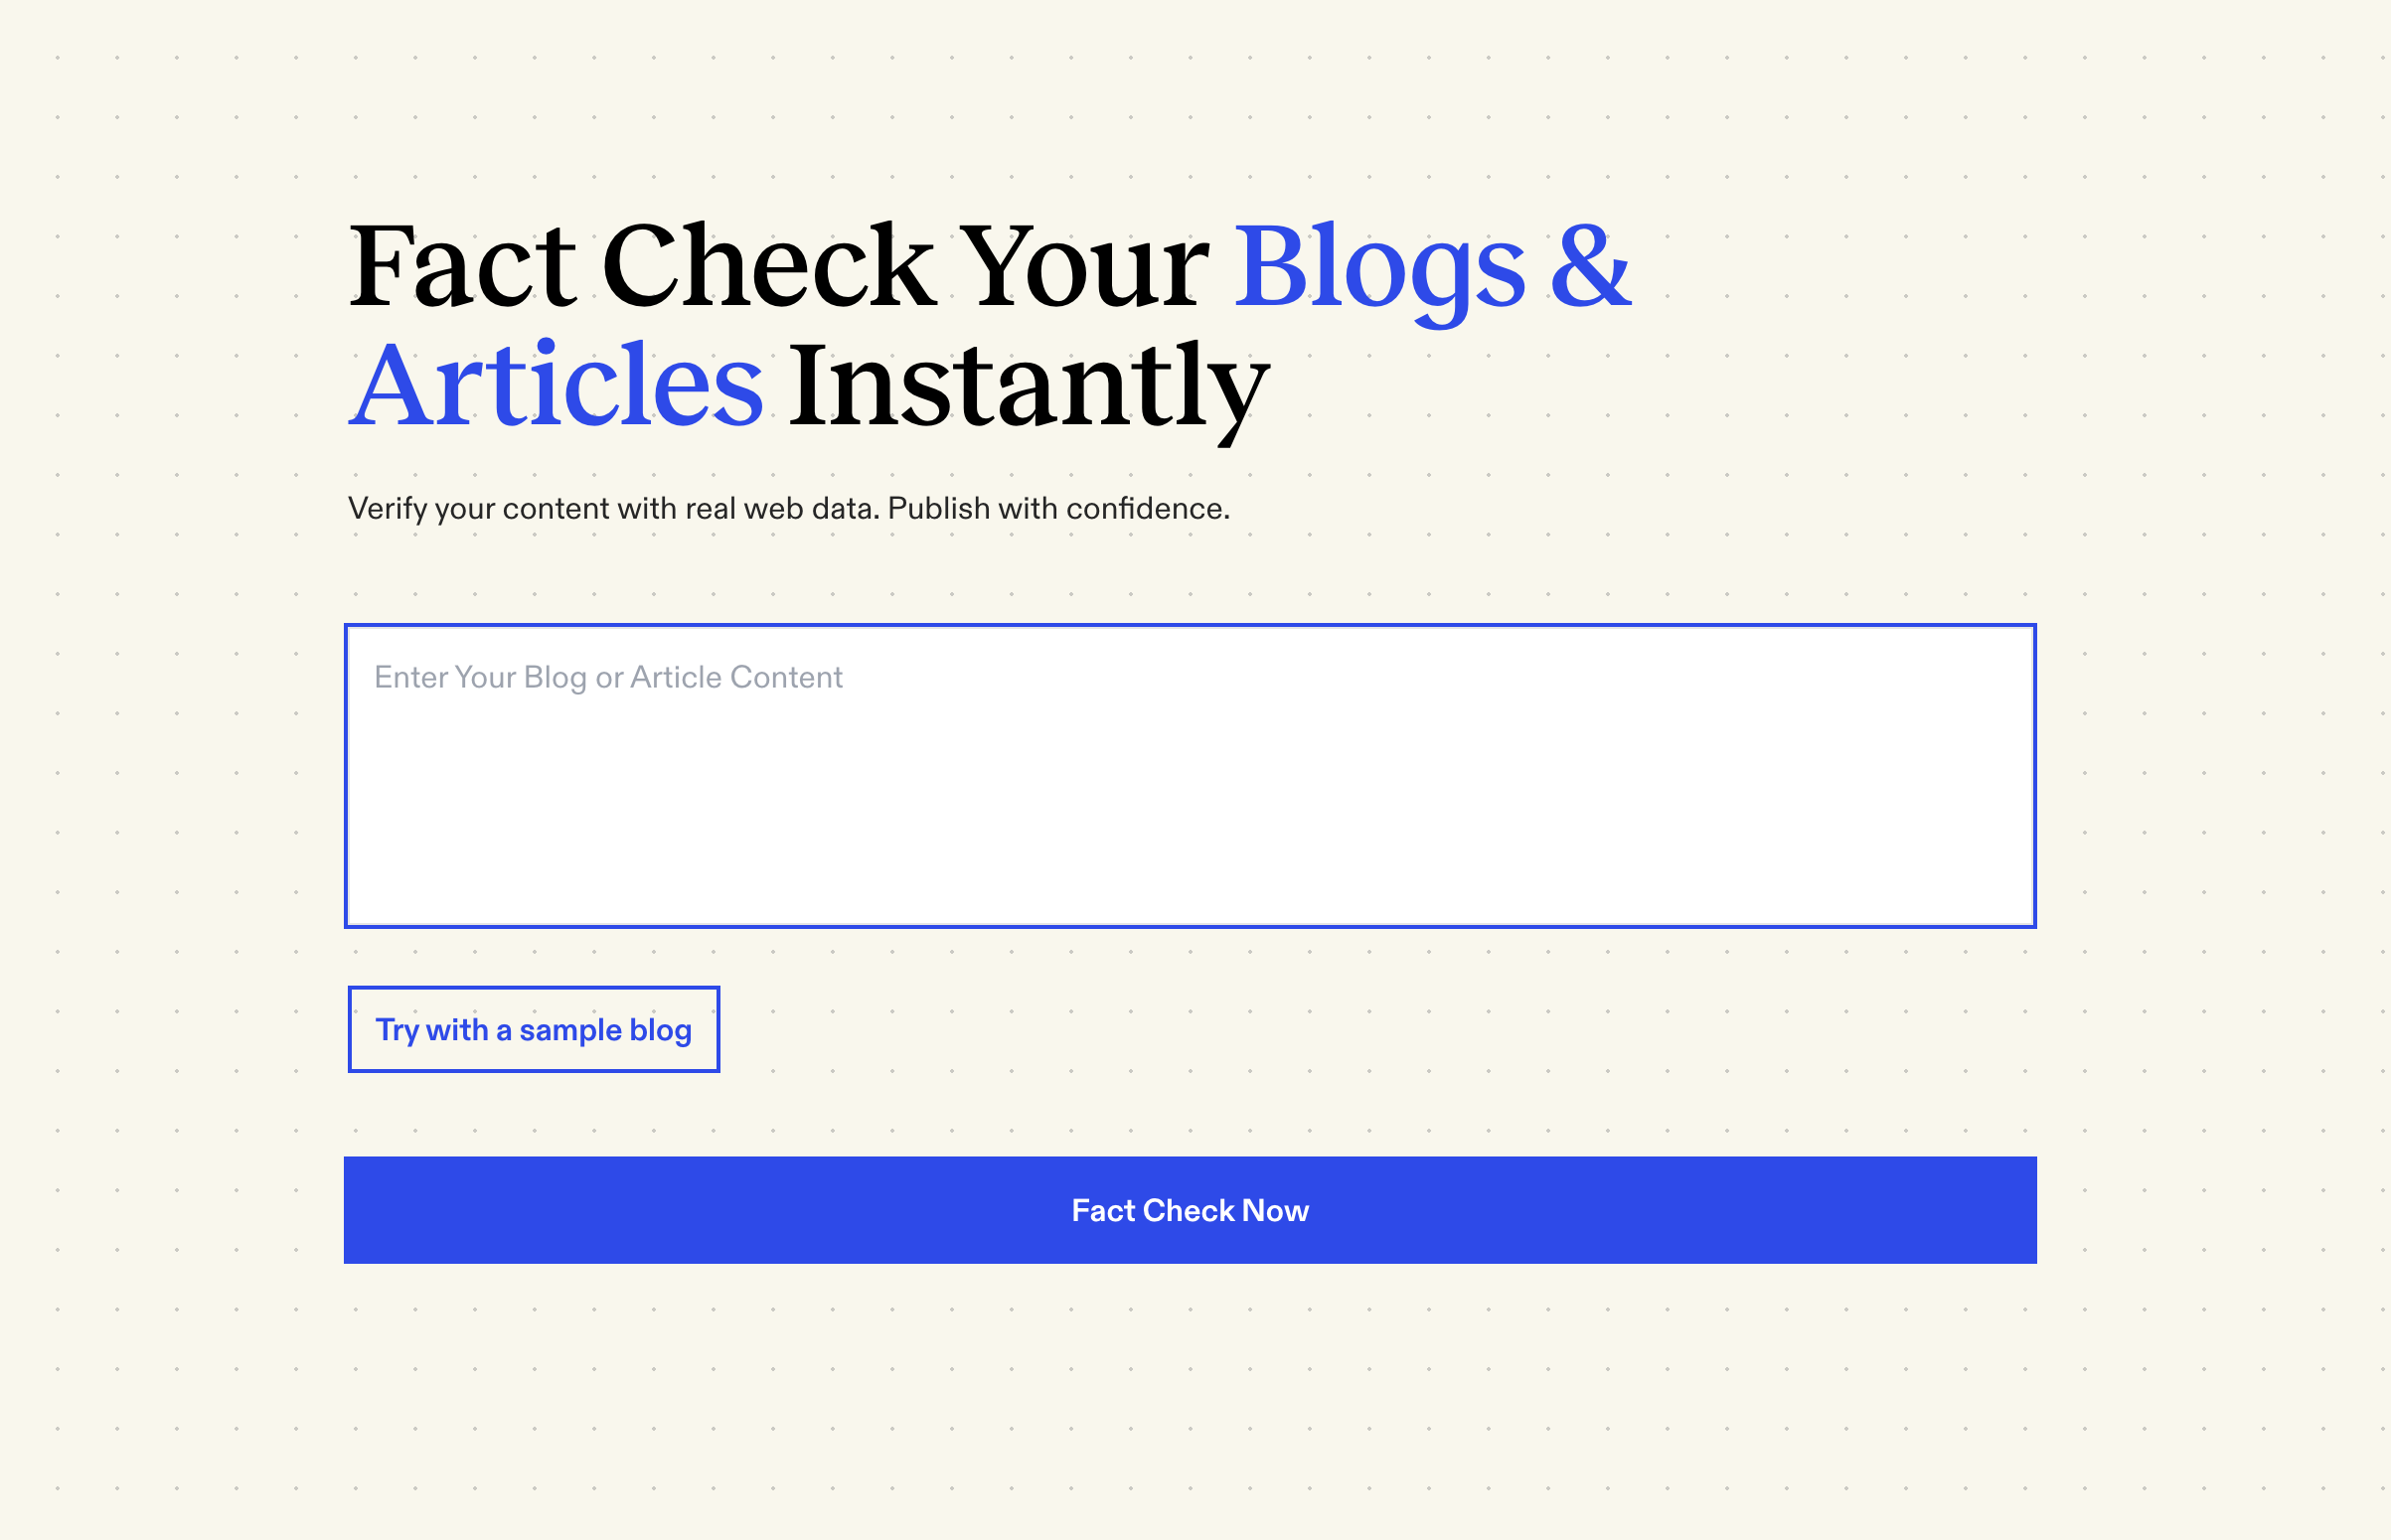 Fact Check Your Blogs &
Articles Instantly
Verify your content with real web data. Publish with confidence.
Enter Your Blog or Article Content
Try with a sample blog
Fact Check Now